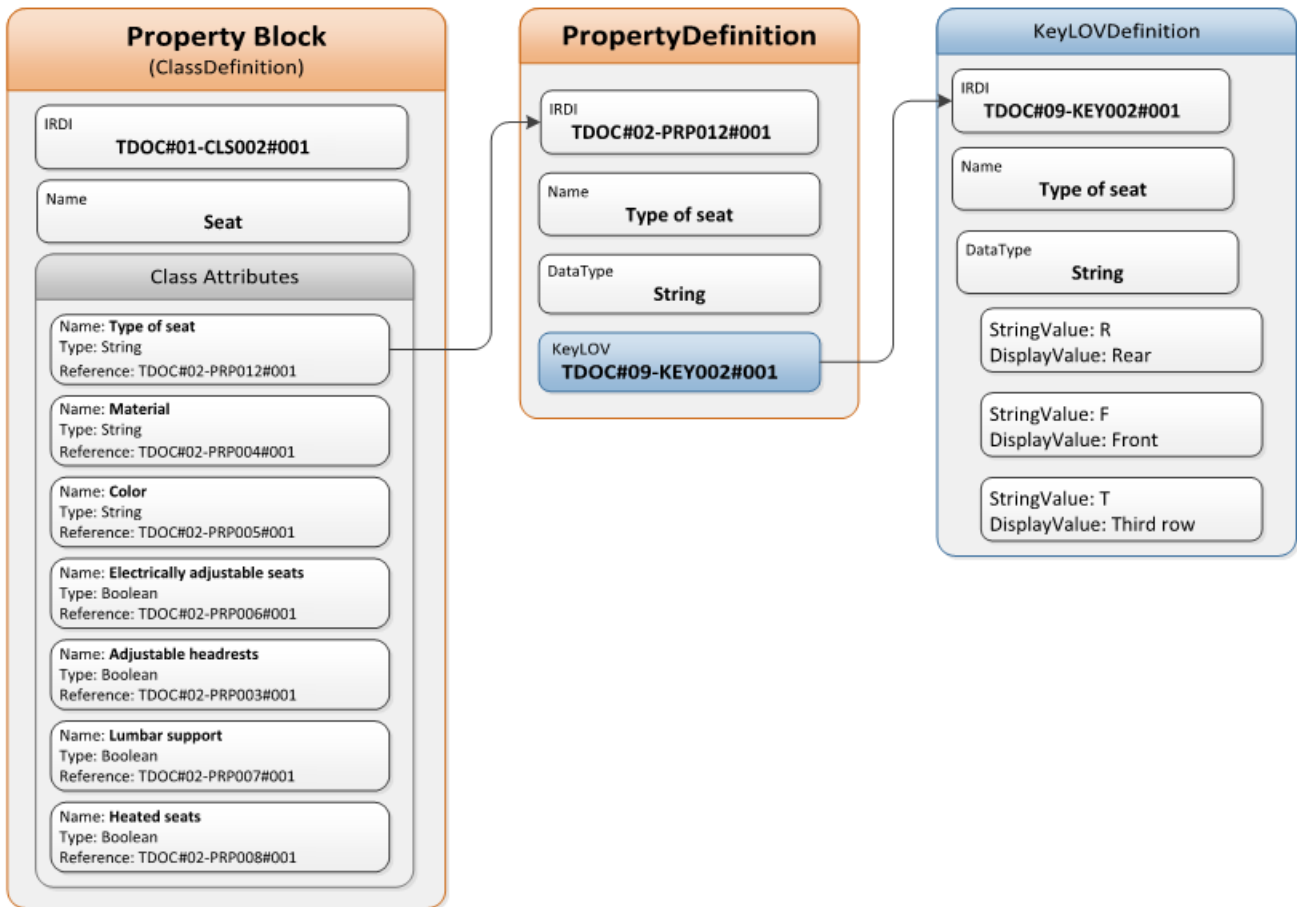 Property Block
(ClassDefinition)
IRDI
TDOC#01-CLS002#001
Name
Seat
Class Attributes
Name: Type of seat
Type: String
Reference: TDOC#02-PRP012#001
Name: Material
Type: String
Reference: TDOC#02-PRP004#001
Name: Color
Type: String
Reference: TDOC#02-PRP005#001
Name: Electrically adjustable seats
Type: Boolean
Reference: TDOC#02-PRP006#001
Name: Adjustable headrests
Type: Boolean
Reference: TDOC#02-PRP003#001
Name: Lumbar support
Type: Boolean
Reference: TDOC#02-PRP007#001
Name: Heated seats
Type: Boolean
Reference: TDOC#02-PRP008#001
PropertyDefinition
IRDI
TDOC#02-PRP012#001
Name
Type of seat
DataType
String
KeyLOV
TDOC#09-KEY002#001
KeyLOVDefinition
IRDI
TDOC#09-KEY002#001
Name
Type of seat
DataType
String
StringValue: R
DisplayValue: Rear
StringValue: F
DisplayValue: Front
StringValue: T
DisplayValue: Third row